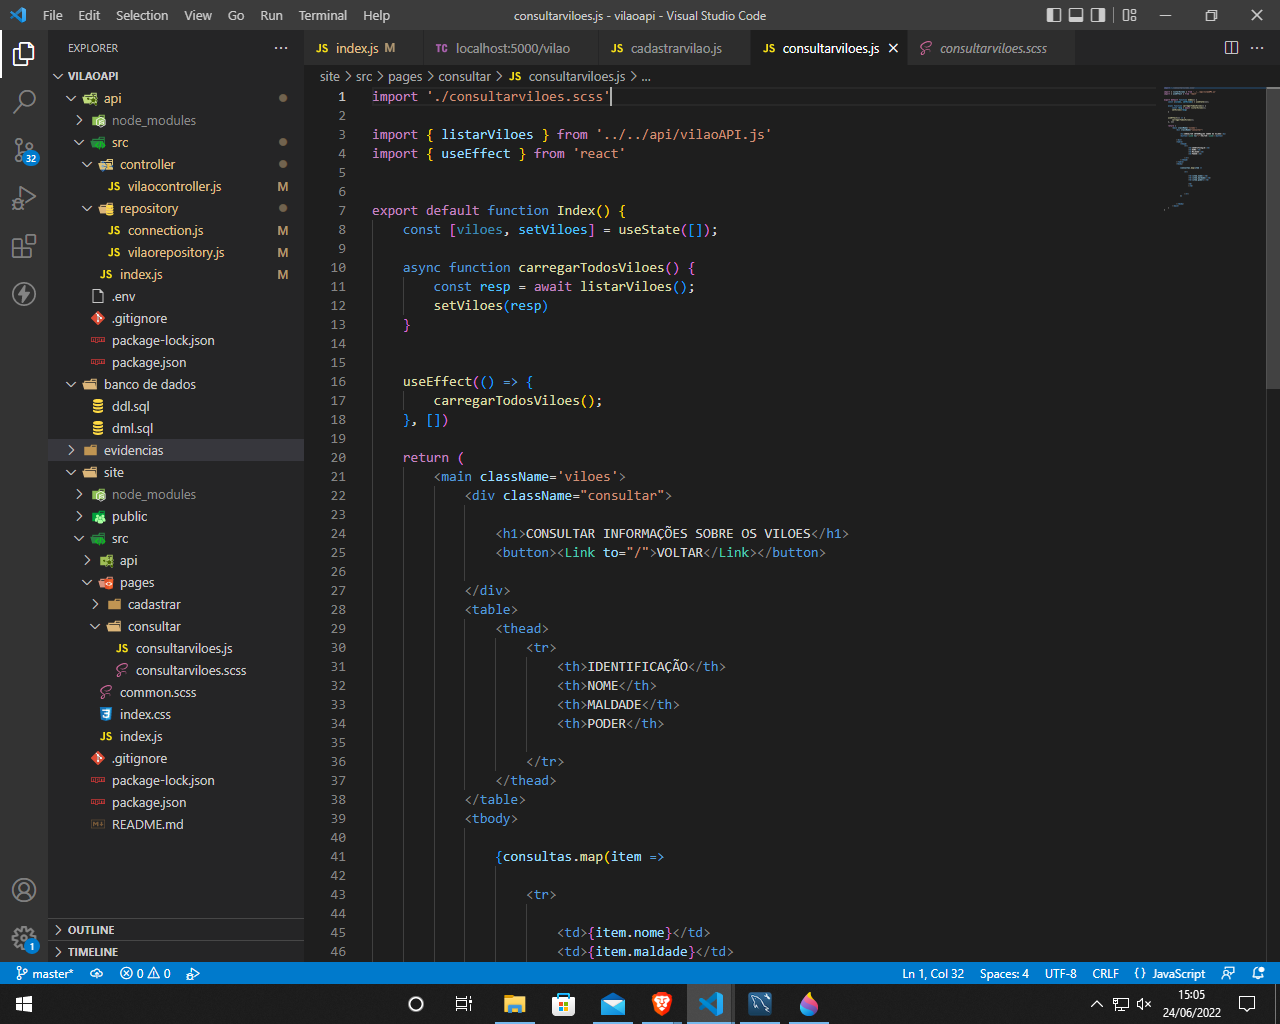 File Edit Selection View Go Run Terminal Help
consultarviloes.js - vilaoapi - Visual Studio Code
EXPLORER
VILAOAPI
api
node_modules
src
controller
JS vilaocontroller.js M
repository
JS connection.js M
JS vilaorepository.js M
JS index.js M
.env
.gitignore
package-lock.json
package.json
banco de dados
ddl.sql
dml.sql
evidencias
site
node_modules
public
src
api
pages
cadastrar
consultar
JS consultarviloes.js
consultarviloes.scss
common.scss
index.css
JS index.js
.gitignore
package-lock.json
package.json
README.md
OUTLINE
TIMELINE
32
1
JS index.js M
TC localhost:5000/vilao
JS cadastrarvilao.js
JS consultarviloes.js
consultarviloes.scss
site > src > pages > consultar > JS consultarviloes.js > ...
1 import './consultarviloes.scss'
2
3 import { listarViloes } from '../../api/vilaoAPI.js'
4 import { useEffect } from 'react'
5
6
7 export default function Index() {
8 const [viloes, setViloes] = useState([]);
9
10 async function carregarTodosViloes() {
11 const resp = await listarViloes();
12 setViloes(resp)
13 }
14
15
16 useEffect(() => {
17 carregarTodosViloes();
18 }, [])
19
20 return (
21 <main className='viloes'>
22 <div className="consultar">
23
24 <h1>CONSULTAR INFORMAÇÕES SOBRE OS VILOES</h1>
25 <button><Link to="/">VOLTAR</Link></button>
26
27 </div>
28 <table>
29 <thead>
30 <tr>
31 <th>IDENTIFICAÇÃO</th>
32 <th>NOME</th>
33 <th>MALDADE</th>
34 <th>PODER</th>
35
36 </tr>
37 </thead>
38 </table>
39 <tbody>
40
41 {consultas.map(item =>
42
43 <tr>
44
45 <td>{item.nome}</td>
46 <td>{item.maldade}</td>
master* 0 0
Ln 1, Col 32 Spaces: 4 UTF-8 CRLF {} JavaScript
15:05
24/06/2022